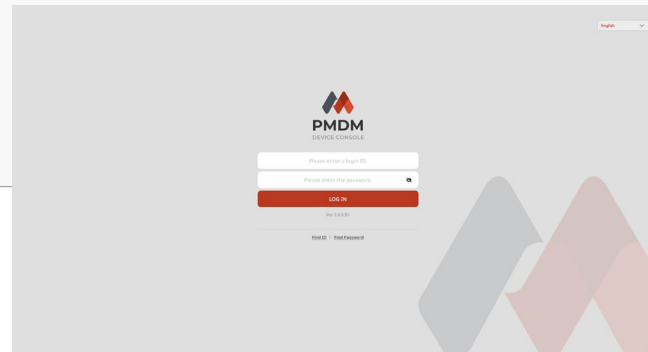 English
PMDM
DEVICE CONSOLE
Please enter a login ID.
Please enter the password.
LOG IN
Find ID | Find Password